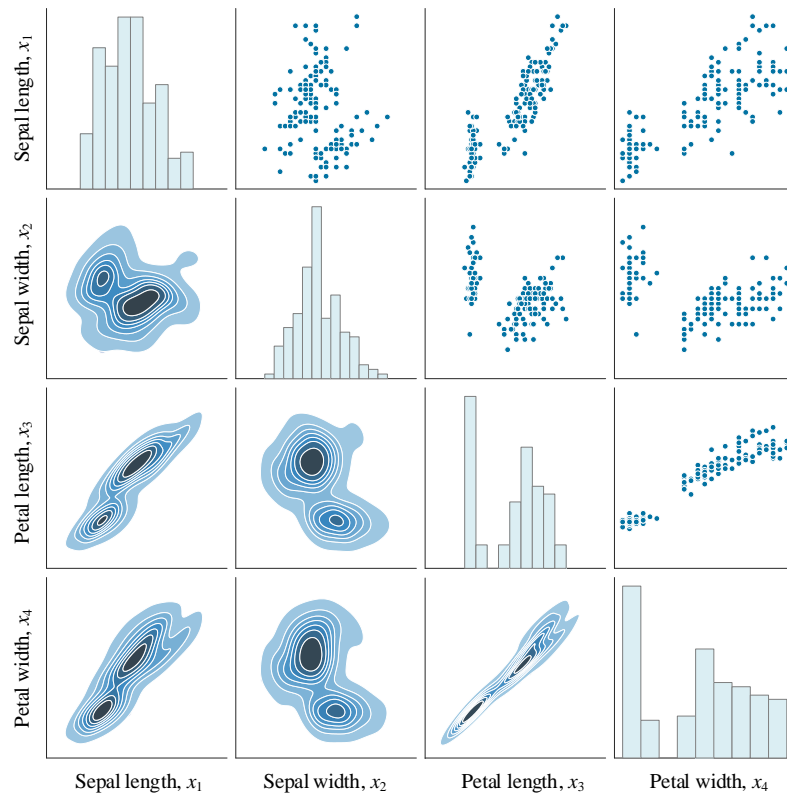 Sepal length, x₁
Sepal width, x₂
Petal length, x₃
Petal width, x₄
Sepal length, x₁
Sepal width, x₂
Petal length, x₃
Petal width, x₄